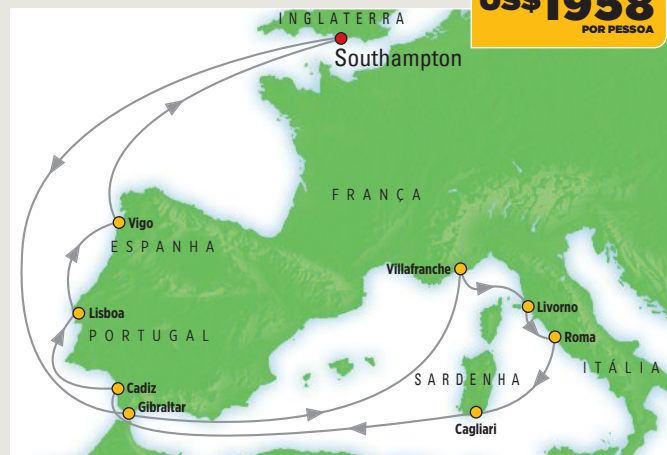 US$1958
POR PESSOA
INGLATERRA
Southampton
FRANÇA
Vigo
ESPANHA
Villafranche
Livorno
Lisboa
PORTUGAL
Roma
ITÁLIA
SARDENHA
Cadiz
Gibraltar
Cagliari